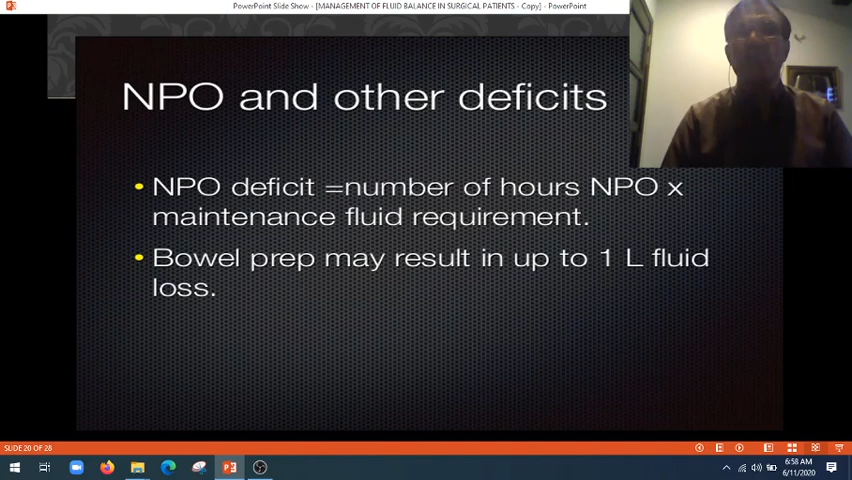 PowerPoint Slide Show - [MANAGEMENT OF FLUID BALANCE IN SURGICAL PATIENTS - Copy] - PowerPoint
NPO and other deficits
• NPO deficit =number of hours NPO x
maintenance fluid requirement.
• Bowel prep may result in up to 1 L fluid
loss.
SLIDE 20 OF 28
6:58 AM
6/11/2020